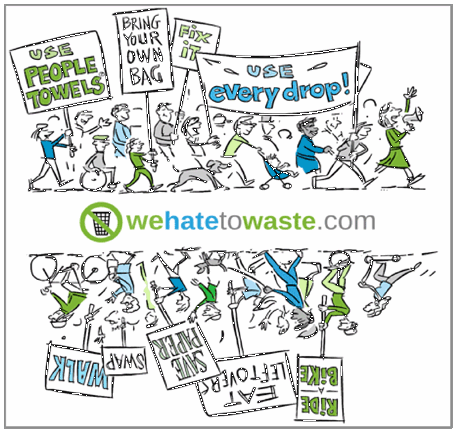 USE
PEOPLE
TOWELS
BRING
YOUR
OWN
BAG
FIX
iT
USE
every drop!
wehatetowaste.com
WALK
SWAP
SAVE
PAPER
EAT
LEFTOVERS
RiDE
A
BiKE